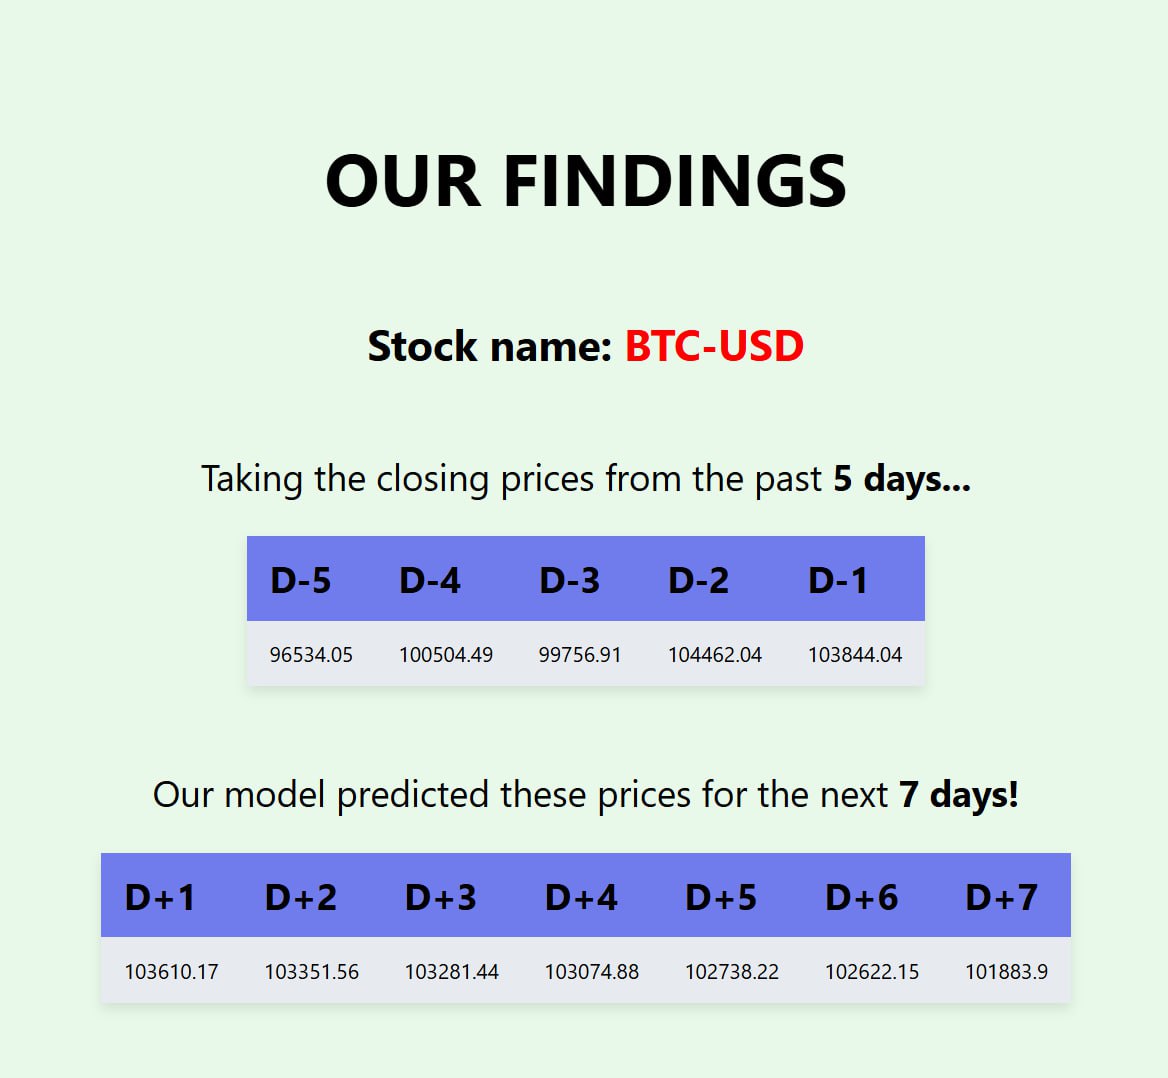 OUR FINDINGS
Stock name: BTC-USD
Taking the closing prices from the past 5 days...
D-5 D-4 D-3 D-2 D-1
96534.05 100504.49 99756.91 104462.04 103844.04
Our model predicted these prices for the next 7 days!
D+1 D+2 D+3 D+4 D+5 D+6 D+7
103610.17 103351.56 103281.44 103074.88 102738.22 102622.15 101883.9